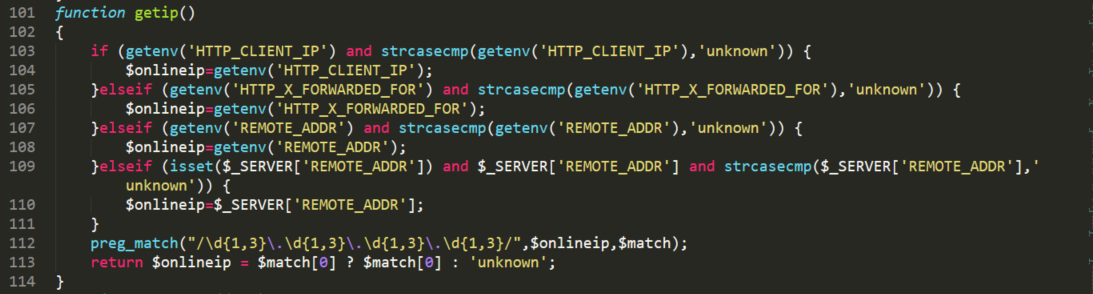 101 function getip()
102 {
103     if (getenv('HTTP_CLIENT_IP') and strcasecmp(getenv('HTTP_CLIENT_IP'),'unknown')) {
104         $onlineip=getenv('HTTP_CLIENT_IP');
105     }elseif (getenv('HTTP_X_FORWARDED_FOR') and strcasecmp(getenv('HTTP_X_FORWARDED_FOR'),'unknown')) {
106         $onlineip=getenv('HTTP_X_FORWARDED_FOR');
107     }elseif (getenv('REMOTE_ADDR') and strcasecmp(getenv('REMOTE_ADDR'),'unknown')) {
108         $onlineip=getenv('REMOTE_ADDR');
109     }elseif (isset($_SERVER['REMOTE_ADDR']) and $_SERVER['REMOTE_ADDR'] and strcasecmp($_SERVER['REMOTE_ADDR'],'
unknown')) {
110         $onlineip=$_SERVER['REMOTE_ADDR'];
111     }
112     preg_match("/\d{1,3}\.\d{1,3}\.\d{1,3}\.\d{1,3}/",$onlineip,$match);
113     return $onlineip = $match[0] ? $match[0] : 'unknown';
114 }